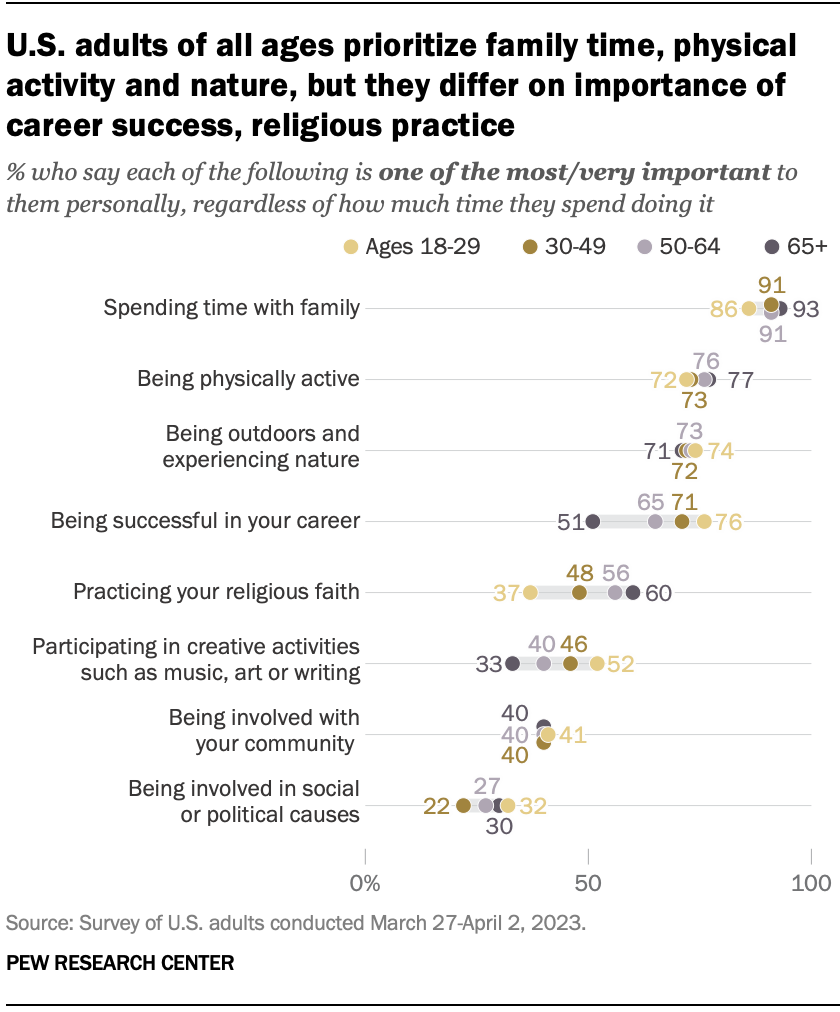 U.S. adults of all ages prioritize family time, physical
activity and nature, but they differ on importance of
career success, religious practice
% who say each of the following is one of the most/very important to
them personally, regardless of how much time they spend doing it
Ages 18-29 30-49 50-64 65+
91
Spending time with family 86 93
91
76
Being physically active 72 77
73
Being outdoors and 73
experiencing nature 71 74
72
65 71
Being successful in your career 51 76
48 56
Practicing your religious faith 37 60
Participating in creative activities 40 46
such as music, art or writing 33 52
40
Being involved with
your community 40 41
40
Being involved in social 27
or political causes 22 32
30
0% 50 100
Source: Survey of U.S. adults conducted March 27-April 2, 2023.
PEW RESEARCH CENTER